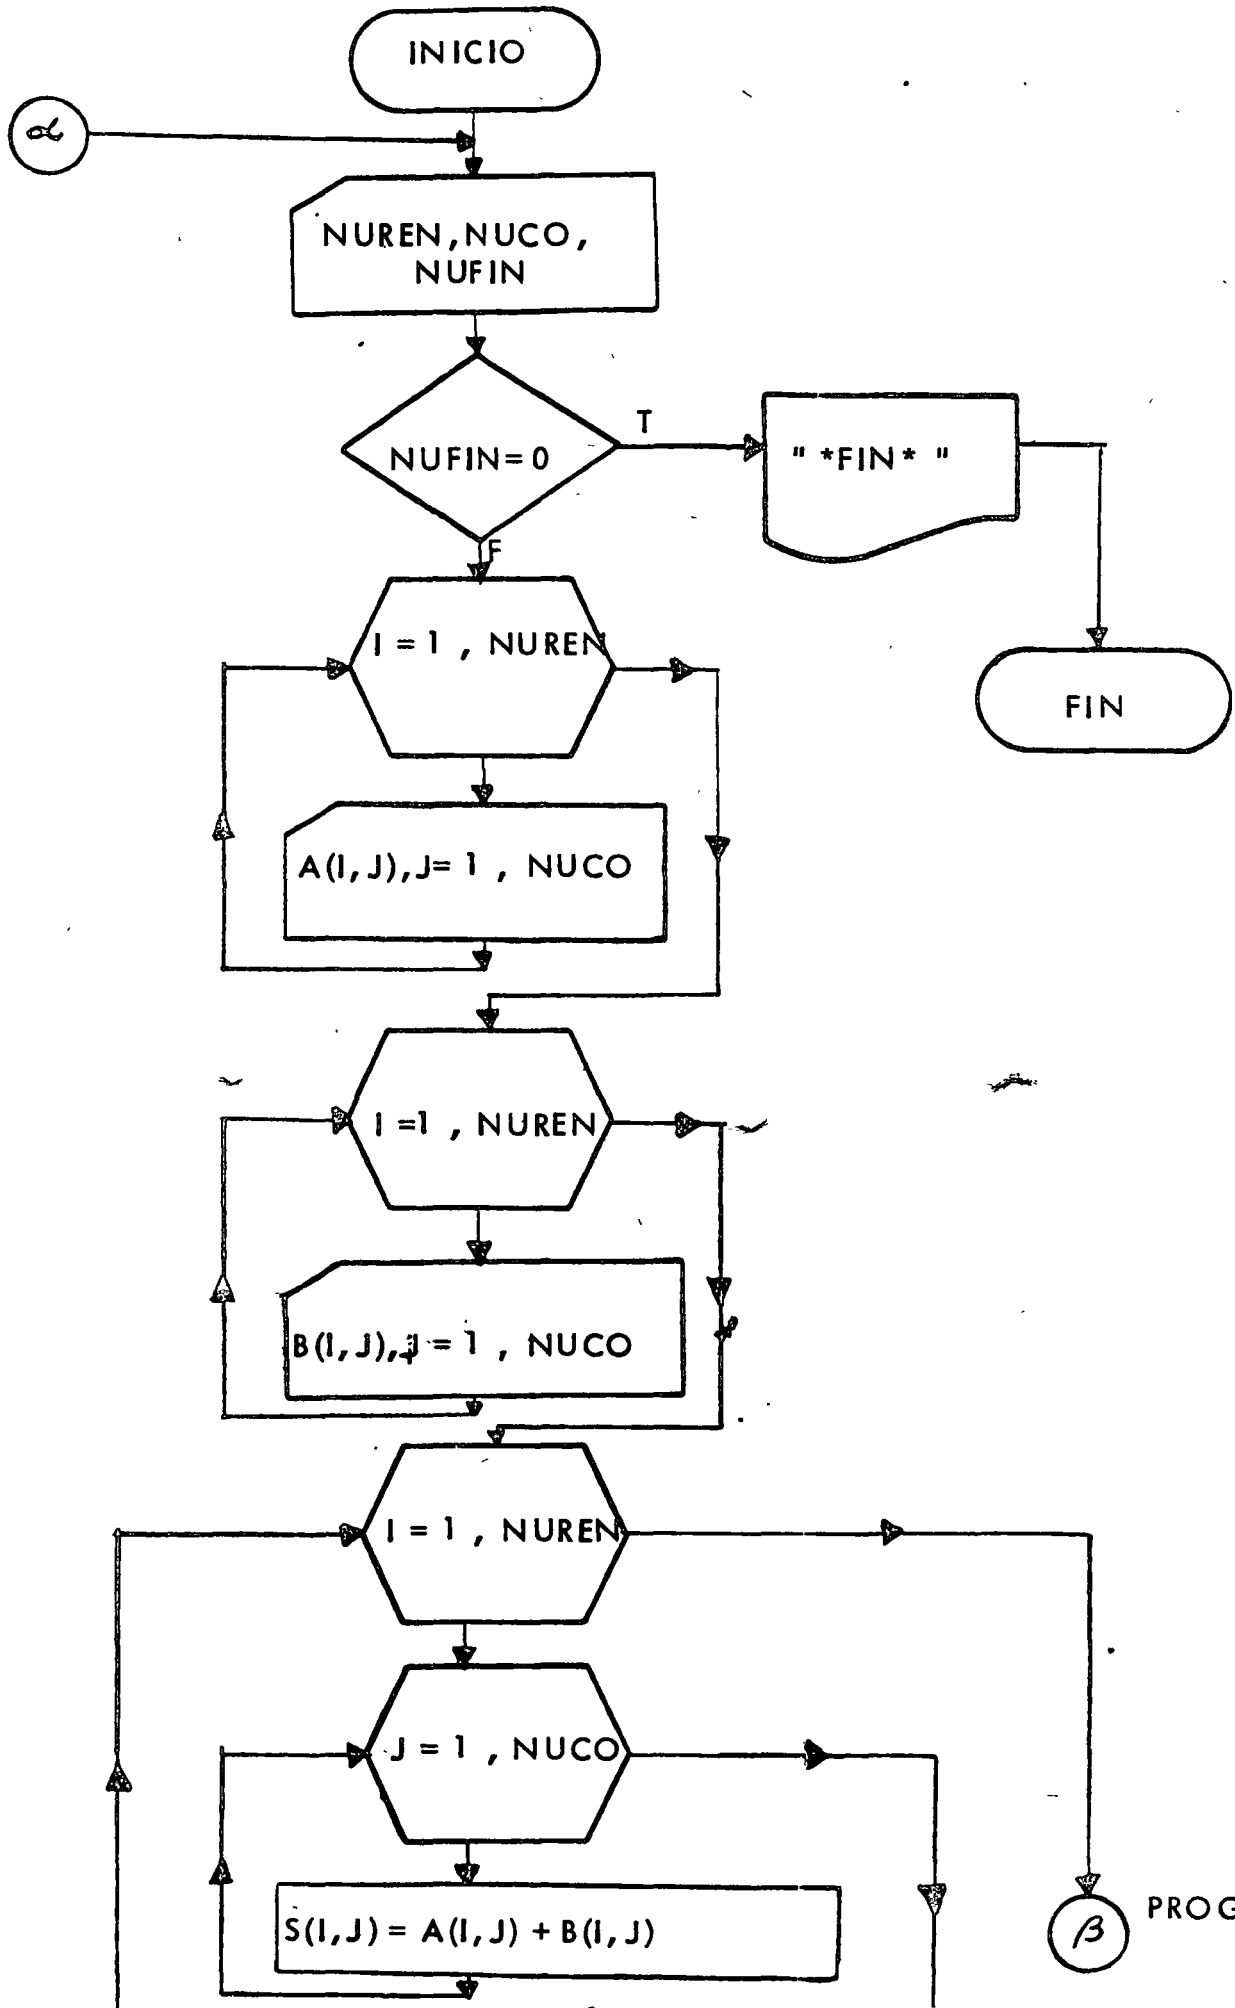 INICIO
α
NUREN, NUCO,
NUFIN
NUFIN=0
T
" *FIN* "
F
FIN
I = 1 , NUREN
A(I,J),J= 1 , NUCO
I =1 , NUREN
B(I,J),J = 1 , NUCO
I = 1 , NUREN
J = 1 , NUCO
S(I,J) = A(I,J) + B(I,J)
β
PROG